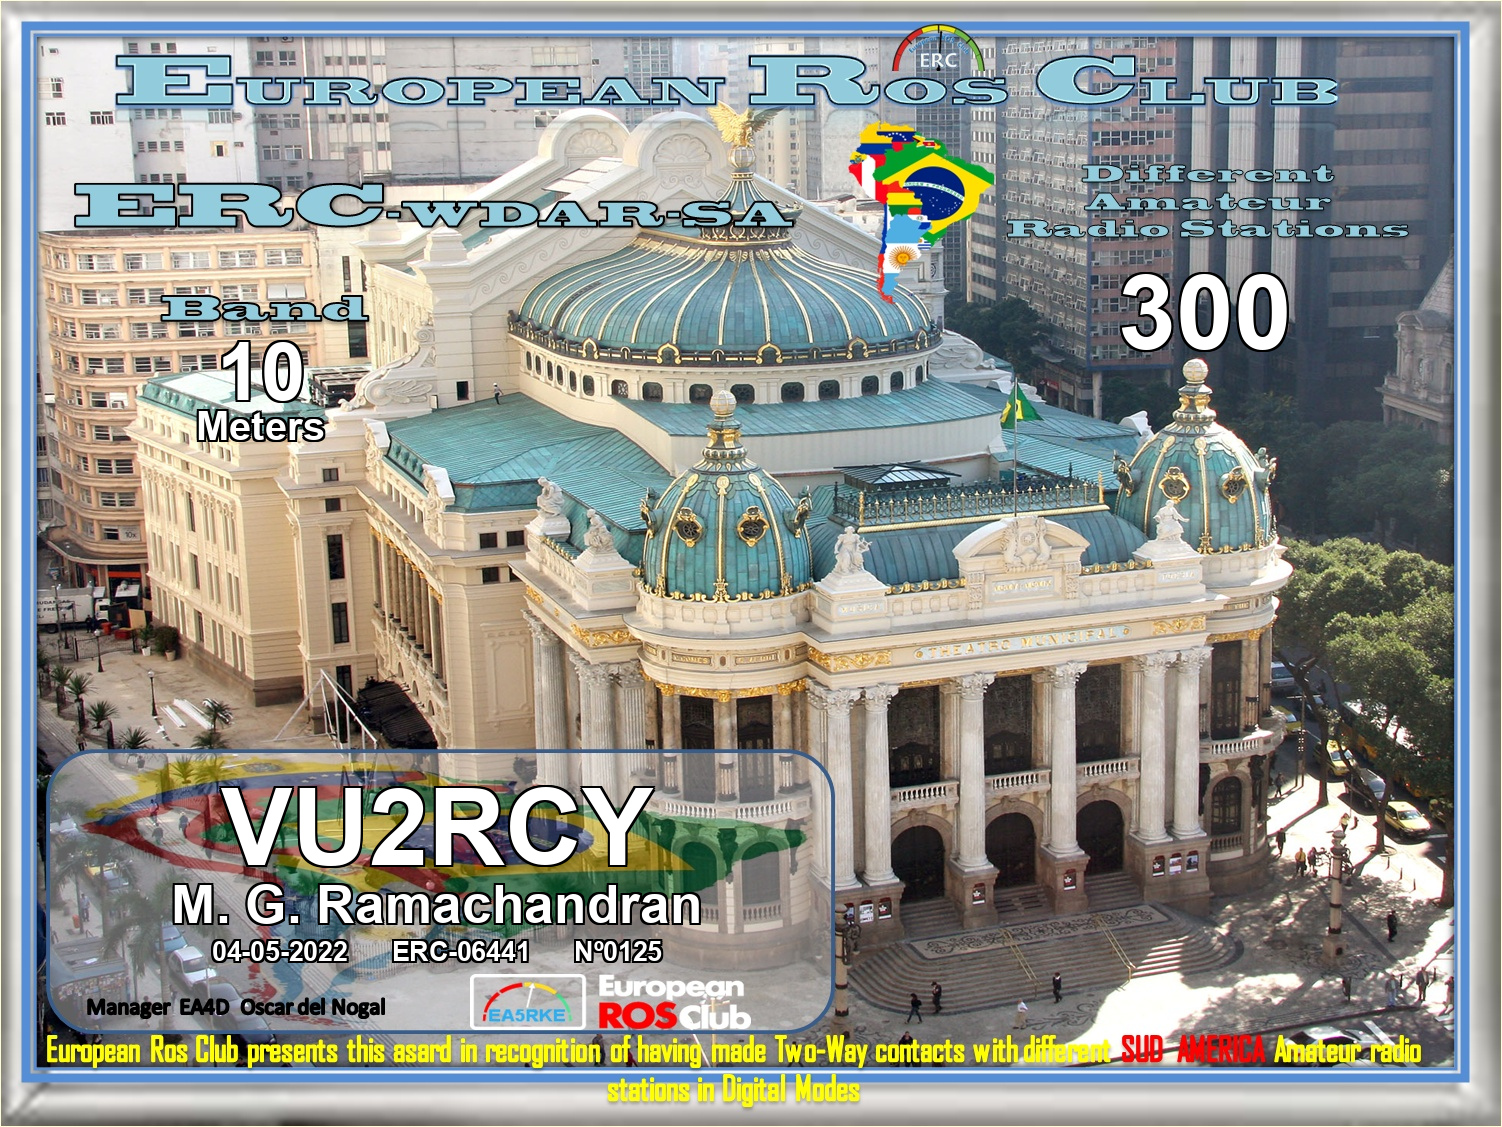 EUROPEAN ROS CLUB
ERC
ERC-WDAR-SA
Different
Amateur
Radio Stations
300
Band
10
Meters
THEATRO MUNICIPAL
VU2RCY
M. G. Ramachandran
04-05-2022 ERC-06441 Nº0125
Manager EA4D Oscar del Nogal
EA5RKE
European
ROS Club
European Ros Club presents this asard in recognition of having made Two-Way contacts with different SUD AMERICA Amateur radio
stations in Digital Modes